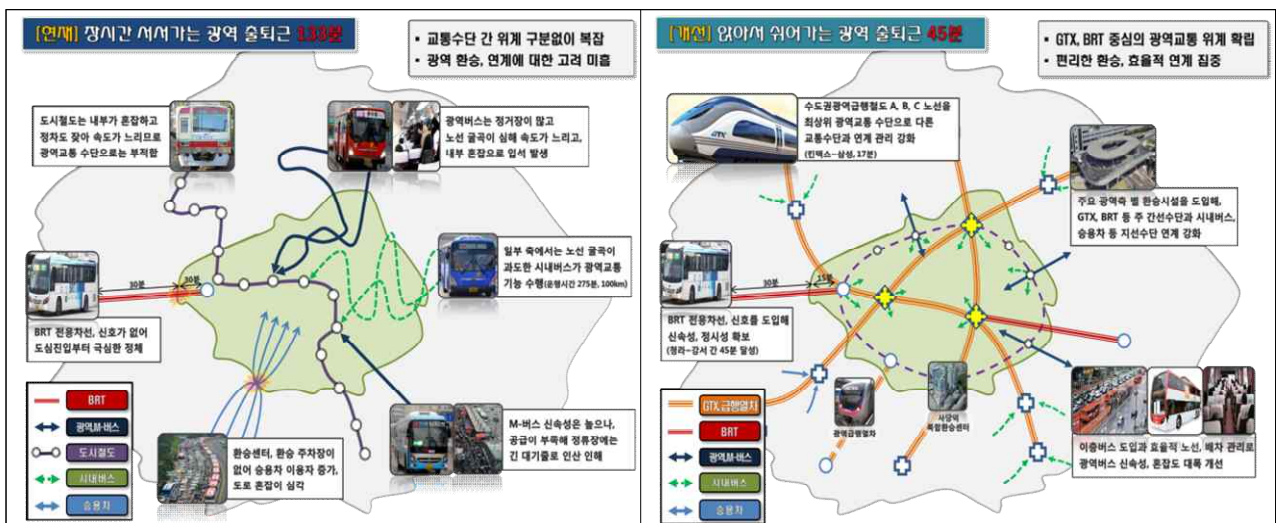 [현재] 장시간 서서가는 광역 출퇴근 133분
• 교통수단 간 위계 구분없이 복잡
• 광역 환승, 연계에 대한 고려 미흡
도시철도는 내부가 혼잡하고
정차도 잦아 속도가 느리므로
광역교통 수단으로는 부적합
광역버스는 정거장이 많고
노선 굴곡이 심해 속도가 느리고,
내부 혼잡으로 입석 발생
일부 축에서는 노선 굴곡이
과도한 시내버스가 광역교통
기능 수행(운행시간 275분, 100km)
30분
30분
BRT 전용차선, 신호가 없어
도심진입부터 극심한 정체
M-버스 신속성은 높으나,
공급이 부족해 정류장에는
긴 대기줄로 인산 인해
환승센터, 환승 주차장이
없어 승용차 이용자 증가,
도로 혼잡이 심각
BRT
광역M-버스
도시철도
시내버스
승용차
[개선] 앉아서 쉬어가는 광역 출퇴근 45분
• GTX, BRT 중심의 광역교통 위계 확립
• 편리한 환승, 효율적 연계 집중
GTX
수도권광역급행철도 A, B, C 노선을
최상위 광역교통 수단으로 다른
교통수단과 연계 관리 강화
(킨텍스-삼성, 17분)
주요 광역축 별 환승시설을 도입해,
GTX, BRT 등 주 간선수단과 시내버스,
승용차 등 지선수단 연계 강화
30분
15분
BRT 전용차선, 신호를 도입해
신속성, 정시성 확보
(청라-강서 간 45분 달성)
광역급행열차
사당역
복합환승센터
이층버스 도입과 효율적 노선, 배차 관리로
광역버스 신속성, 혼잡도 대폭 개선
GTX,급행열차
BRT
광역M-버스
시내버스
승용차